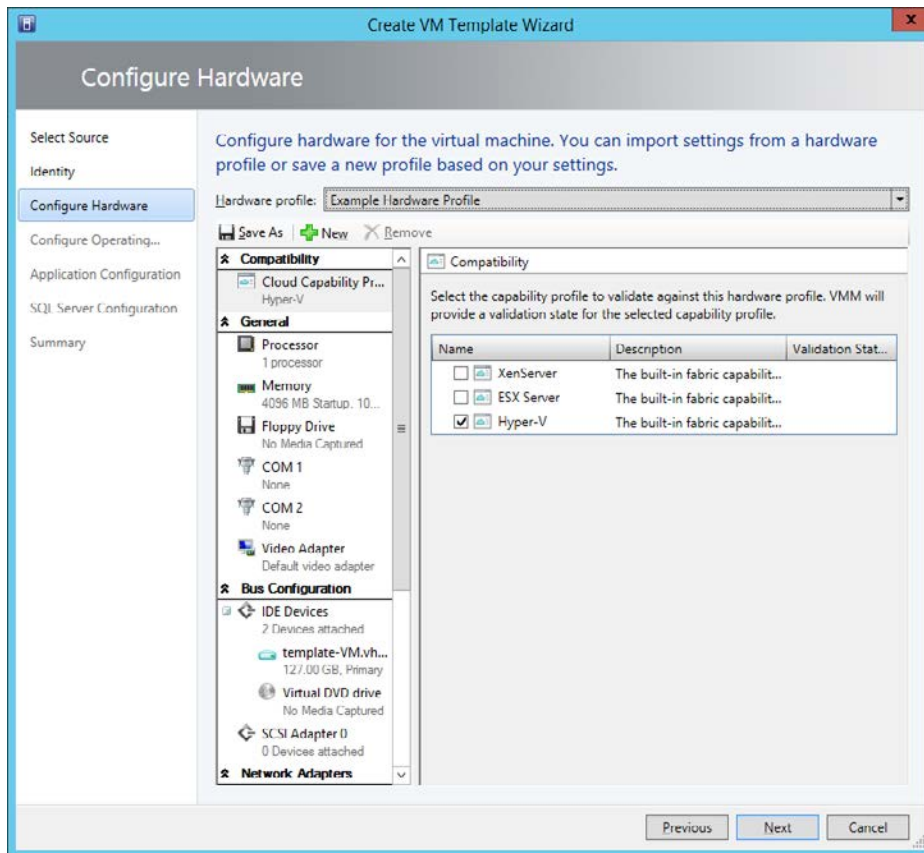 Create VM Template Wizard
x
Configure Hardware
Select Source
Identity
Configure Hardware
Configure Operating...
Application Configuration
SQL Server Configuration
Summary
Configure hardware for the virtual machine. You can import settings from a hardware
profile or save a new profile based on your settings.
Hardware profile: Example Hardware Profile
Save As New Remove
Compatibility
Cloud Capability Pr...
Hyper-V
General
Processor
1 processor
Memory
4096 MB Startup. 10...
Floppy Drive
No Media Captured
COM 1
None
COM 2
None
Video Adapter
Default video adapter
Bus Configuration
IDE Devices
2 Devices attached
template-VM.vh...
127.00 GB, Primary
Virtual DVD drive
No Media Captured
SCSI Adapter 0
0 Devices attached
Network Adapters
Compatibility
Select the capability profile to validate against this hardware profile. VMM will
provide a validation state for the selected capability profile.
Name Description Validation Stat...
XenServer The built-in fabric capabilit...
ESX Server The built-in fabric capabilit...
Hyper-V The built-in fabric capabilit...
Previous Next Cancel